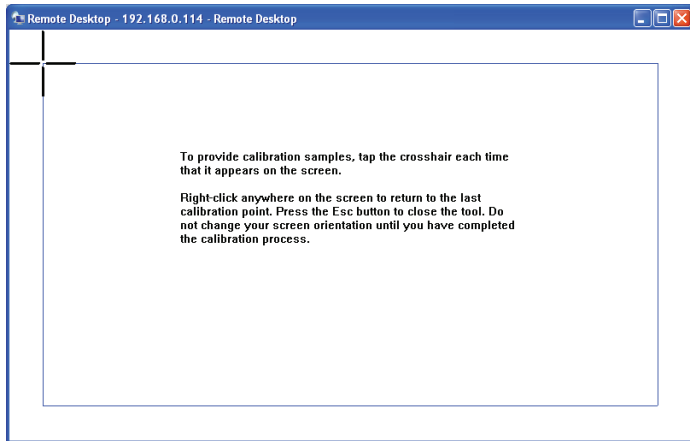 Remote Desktop - 192.168.0.114 - Remote Desktop
To provide calibration samples, tap the crosshair each time
that it appears on the screen.
Right-click anywhere on the screen to return to the last
calibration point. Press the Esc button to close the tool. Do
not change your screen orientation until you have completed
the calibration process.